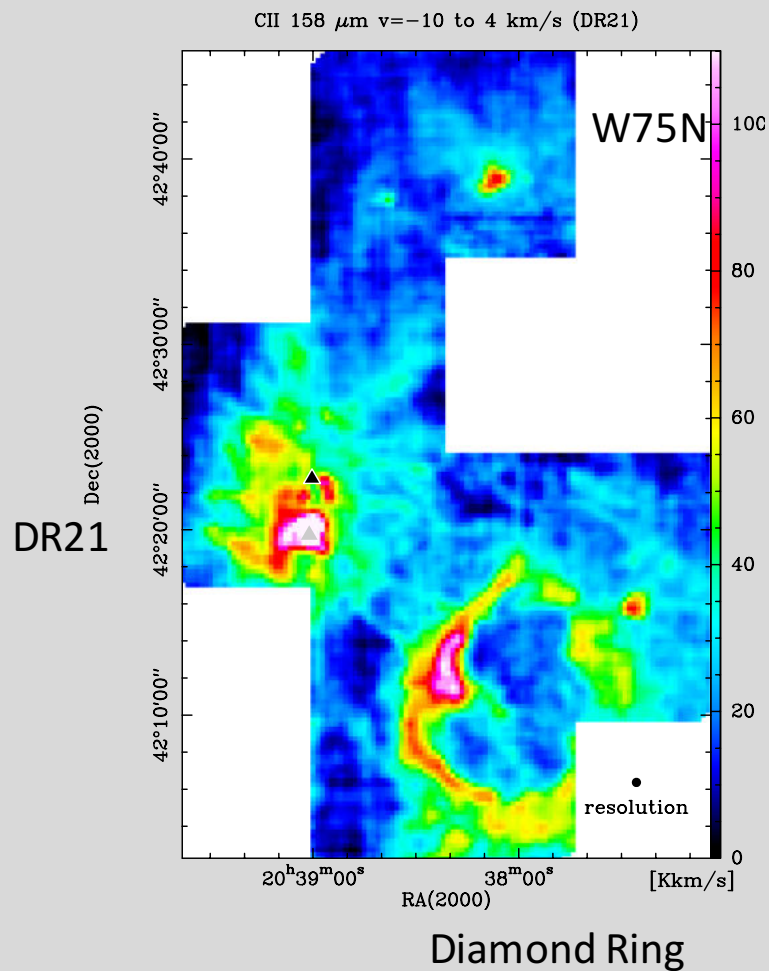 CII 158 μm v=−10 to 4 km/s (DR21)
W75N
100
80
60
40
20
0
42°40'00"
42°30'00"
42°20'00"
42°10'00"
Dec(2000)
DR21
resolution
20ʰ39ᵐ00ˢ
38ᵐ00ˢ
[Kkm/s]
RA(2000)
Diamond Ring